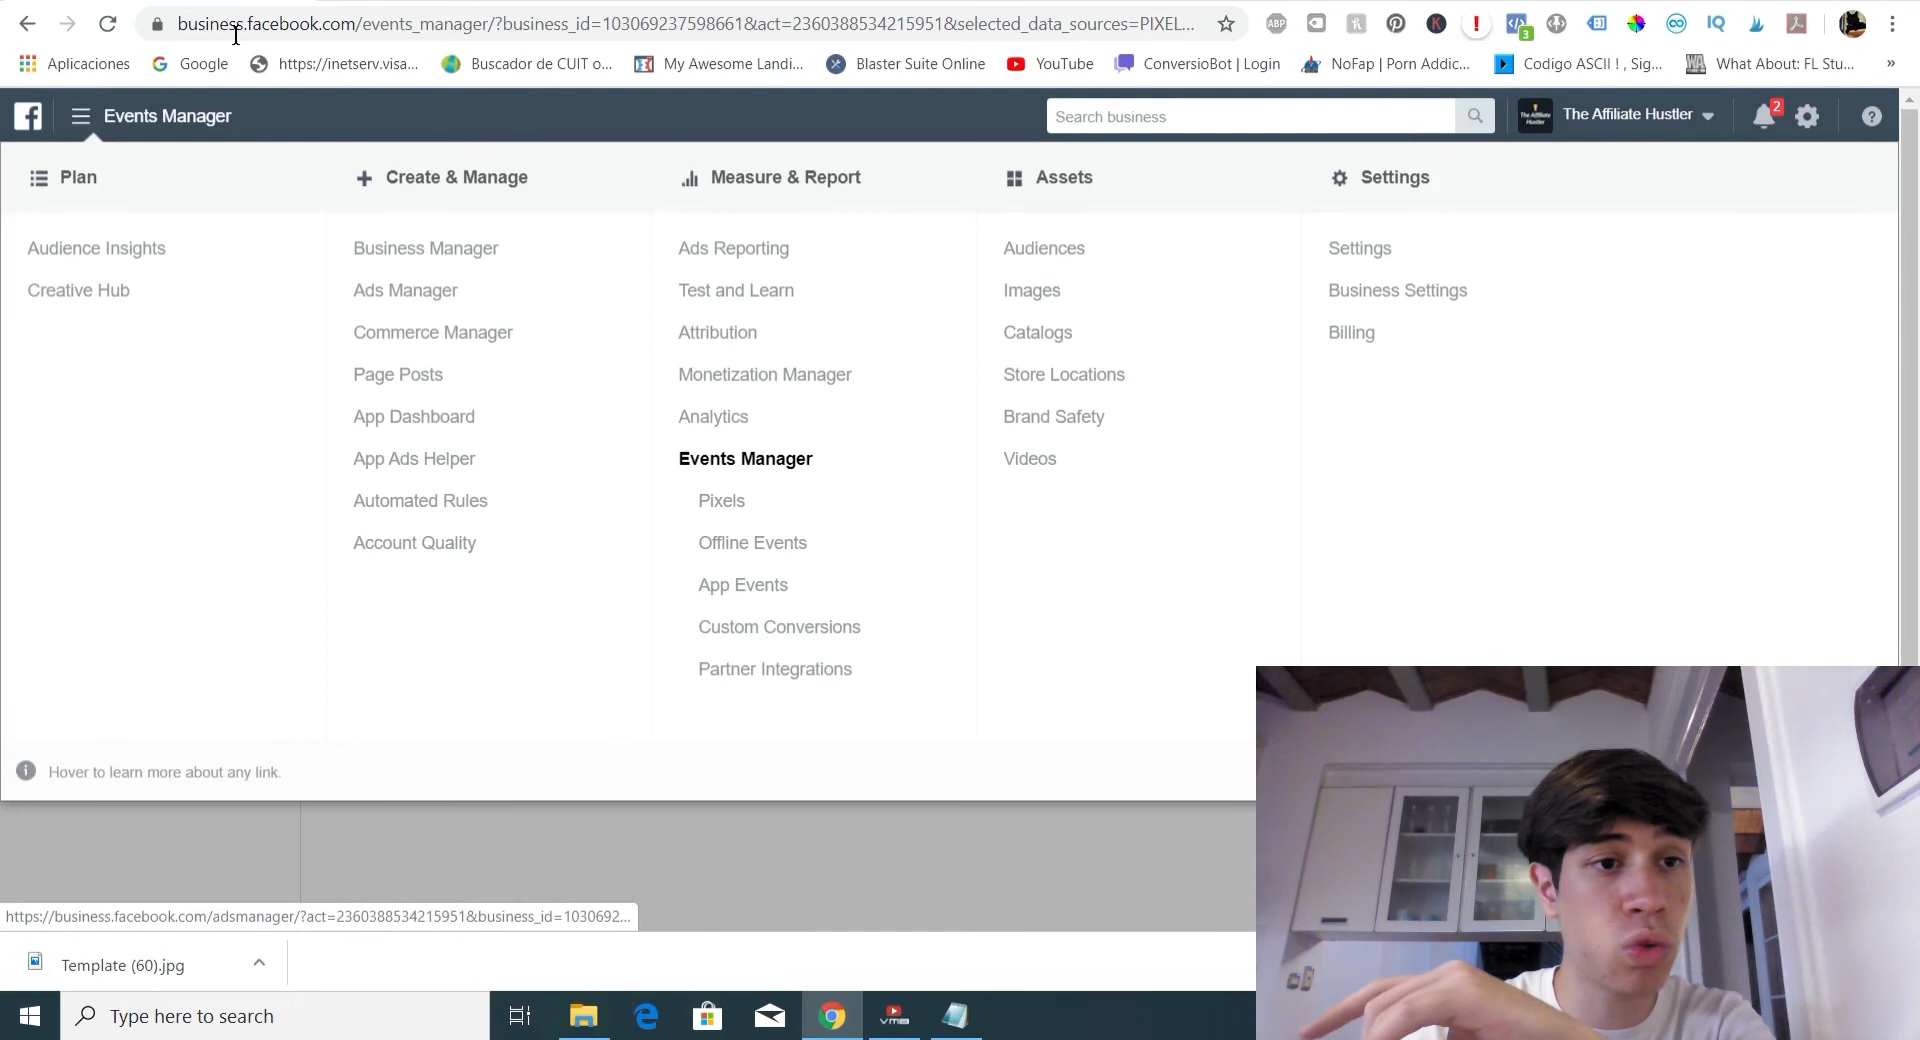 business.facebook.com/events_manager/?business_id=103069237598661&act=2360388534215951&selected_data_sources=PIXEL...
ABP
K
3
IQ
Aplicaciones
Google
https://inetserv.visa...
Buscador de CUIT o...
My Awesome Landi...
Blaster Suite Online
YouTube
ConversioBot | Login
NoFap | Porn Addic...
Codigo ASCII ! , Sig...
What About: FL Stu...
»
Events Manager
Search business
The Affiliate Hustler
The Affiliate Hustler
2
Plan
Create & Manage
Measure & Report
Assets
Settings
Audience Insights
Creative Hub
Business Manager
Ads Manager
Commerce Manager
Page Posts
App Dashboard
App Ads Helper
Automated Rules
Account Quality
Ads Reporting
Test and Learn
Attribution
Monetization Manager
Analytics
Events Manager
Pixels
Offline Events
App Events
Custom Conversions
Partner Integrations
Audiences
Images
Catalogs
Store Locations
Brand Safety
Videos
Settings
Business Settings
Billing
Hover to learn more about any link.
https://business.facebook.com/adsmanager/?act=2360388534215951&business_id=1030692...
Template (60).jpg
Type here to search